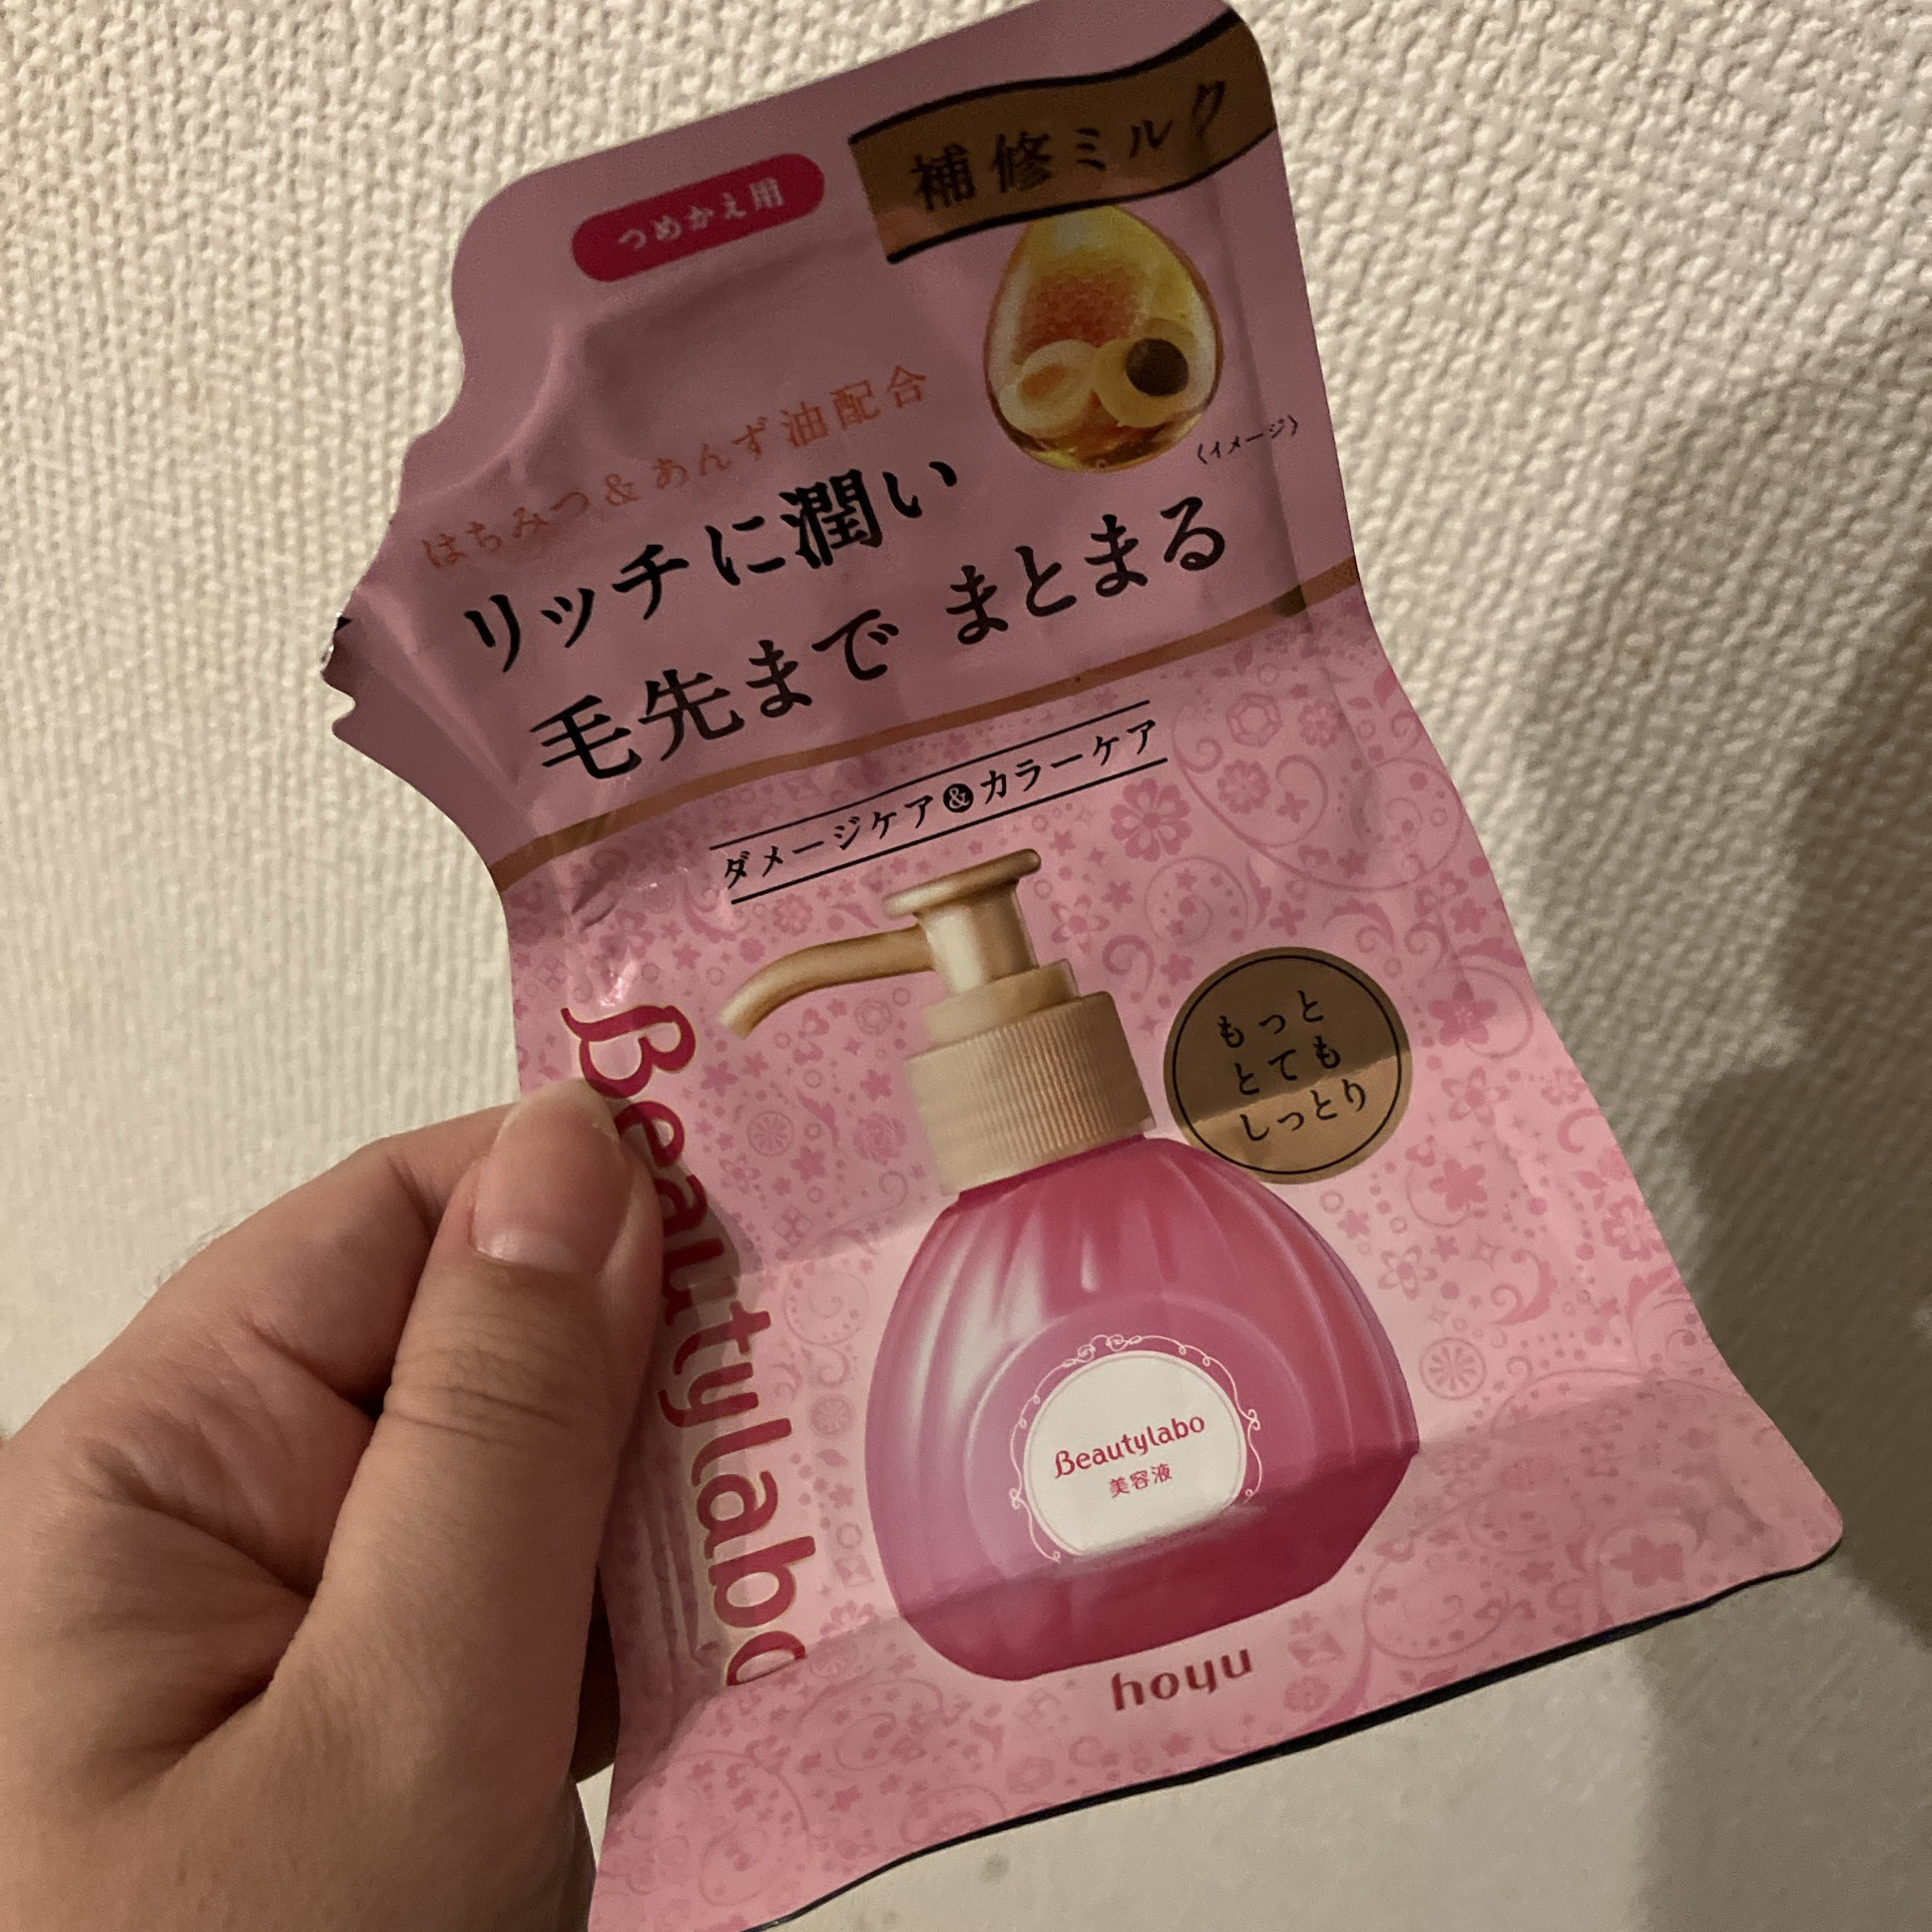 補修ミルク
つめかえ用
〈イメージ〉
はちみつ&あんず油配合
リッチに潤い
毛先まで まとまる
ダメージケア&カラーケア
もっと
とても
しっとり
Beautylabo
Beautylabo
美容液
hoyu